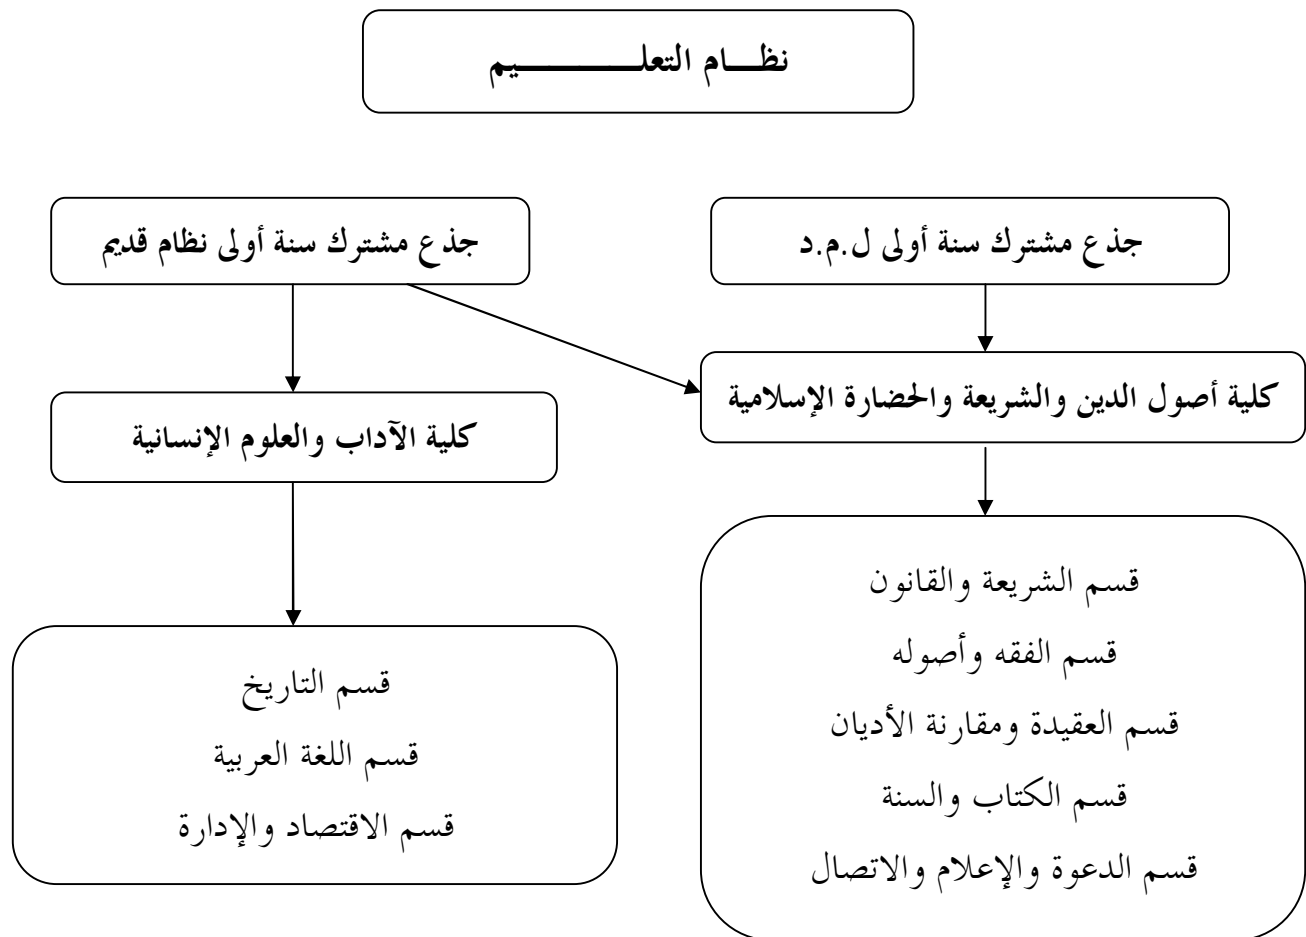 نظـــام التعلـــــــــيم
جذع مشترك سنة أولى ل.م.د
جذع مشترك سنة أولى نظام قديم
كلية أصول الدين والشريعة والحضارة الإسلامية
كلية الآداب والعلوم الإنسانية
قسم الشريعة والقانون
قسم الفقه وأصوله
قسم العقيدة ومقارنة الأديان
قسم الكتاب والسنة
قسم الدعوة والإعلام والاتصال
قسم التاريخ
قسم اللغة العربية
قسم الاقتصاد والإدارة